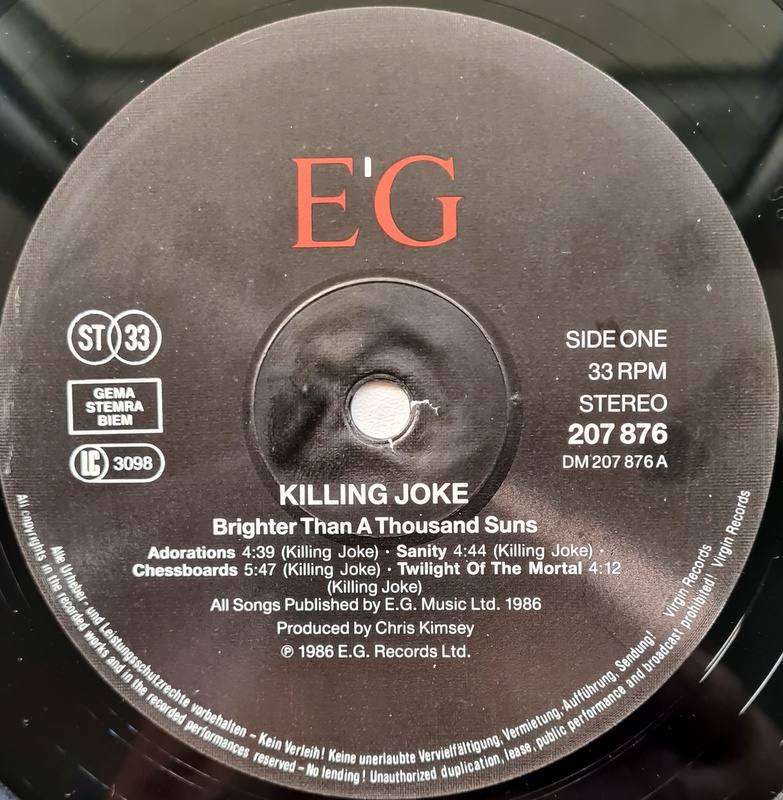 E'G
ST 33
GEMA
STEMRA
BIEM
LC 3098
SIDE ONE
33 RPM
STEREO
207 876
DM 207 876 A
KILLING JOKE
Brighter Than A Thousand Suns
Adorations 4:39 (Killing Joke) · Sanity 4:44 (Killing Joke) ·
Chessboards 5:47 (Killing Joke) · Twilight Of The Mortal 4:12
(Killing Joke)
All Songs Published by E.G. Music Ltd. 1986
Produced by Chris Kimsey
℗ 1986 E.G. Records Ltd.
Alle Urheber- und Leistungsschutzrechte vorbehalten – Kein Verleih! Keine unerlaubte Vervielfältigung, Vermietung, Aufführung, Sendung! Virgin Records
All copyrights in the recorded works and in the recorded performances reserved – No lending! Unauthorized duplication, lease, public performance and broadcast prohibited! Virgin Records